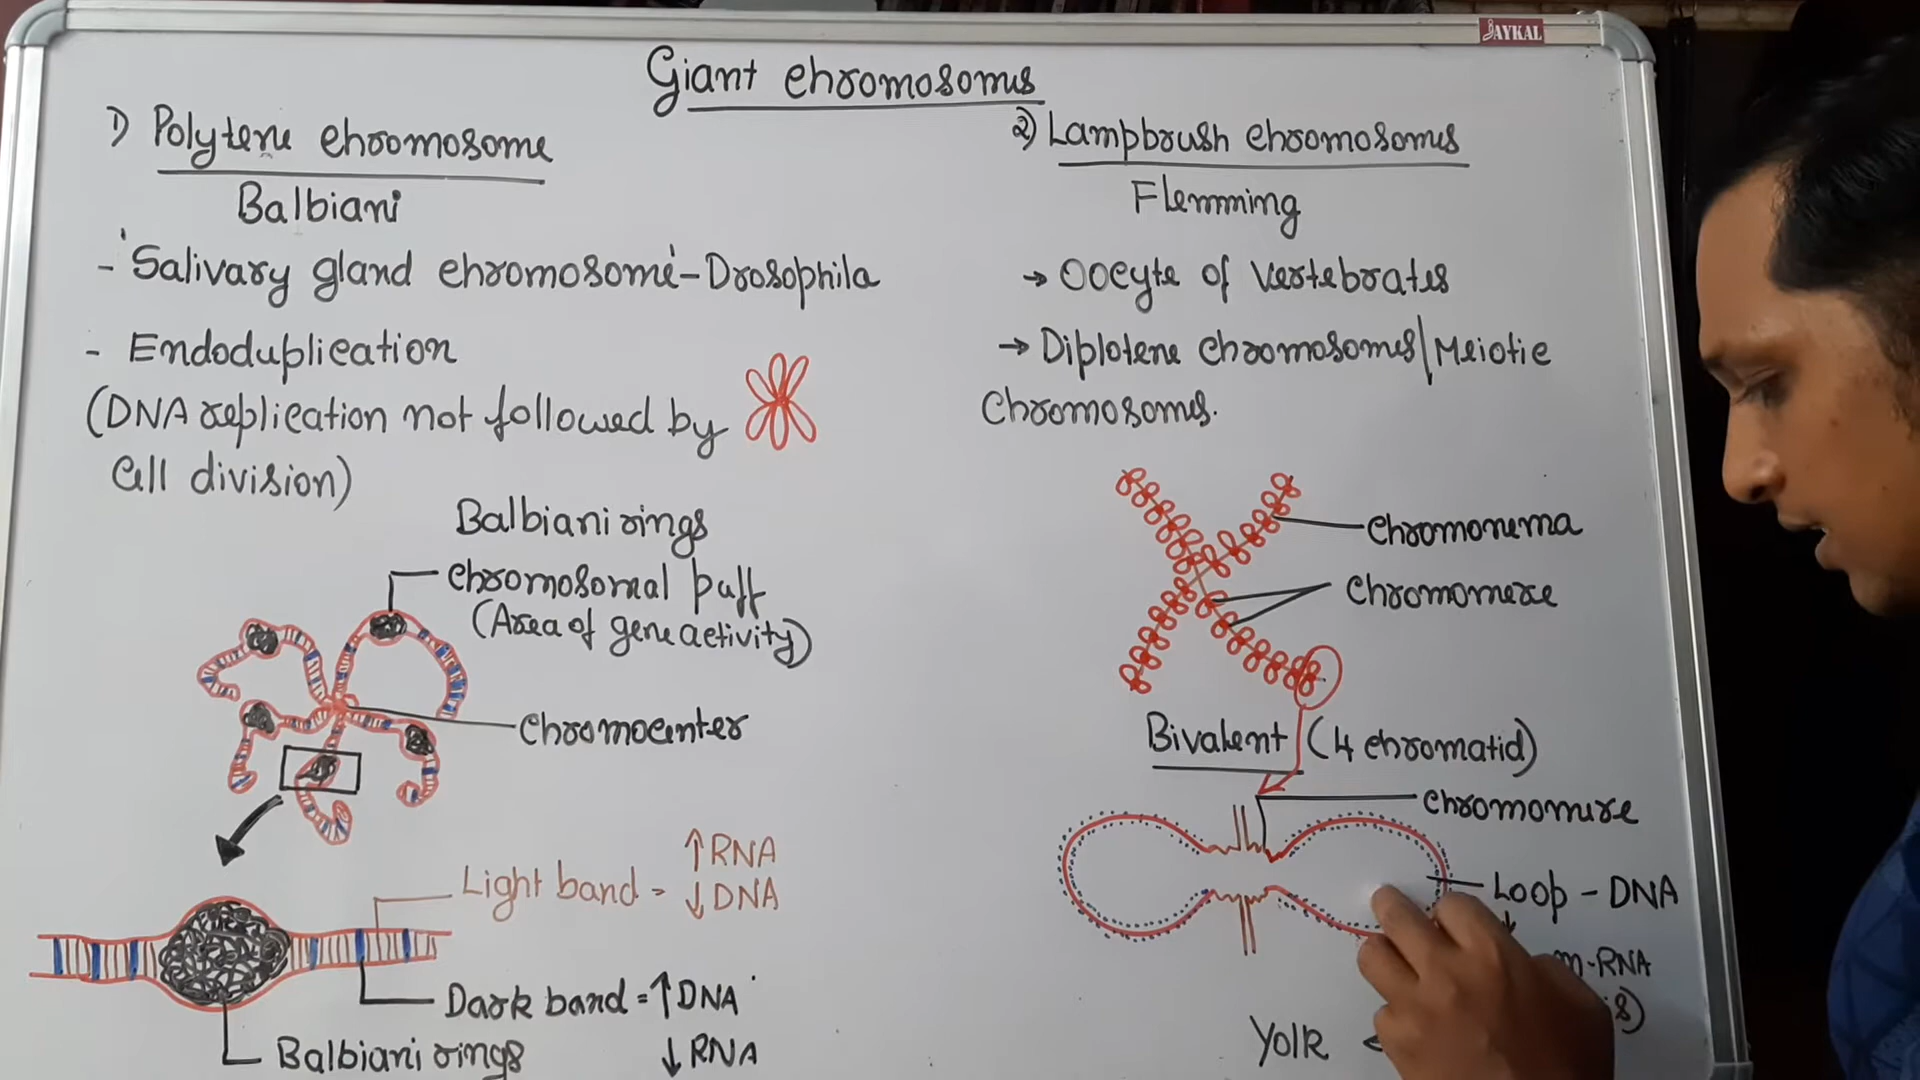 JAYKAL
Giant chromosomes
1) Polytene chromosome
Balbiani
- 'Salivary gland chromosome' - Drosophila
- Endoduplication
(DNA replication not followed by
Cell division)
Balbiani rings
Chromosomal puff
(Area of gene activity)
Chromocenter
Light band = ↑RNA
↓DNA
Dark band = ↑DNA
↓RNA
Balbiani rings
2) Lampbrush chromosomes
Flemming
→ Oocyte of vertebrates
→ Diplotene chromosomes/Meiotic
Chromosomes.
Chromonema
Chromomere
Bivalent (4 chromatid)
Chromomere
Loop - DNA
m-RNA
Yolk <